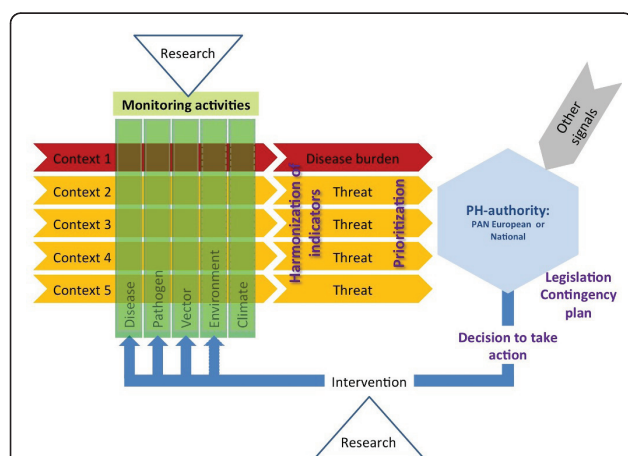 Research
Monitoring activities
Other
signals
Context 1
Disease burden
Context 2
Threat
Context 3
Threat
Context 4
Threat
Context 5
Threat
Disease
Pathogen
Vector
Environment
Climate
Harmonization of
indicators
Prioritization
PH-authority:
PAN European or
National
Legislation
Contingency
plan
Decision to take
action
Intervention
Research